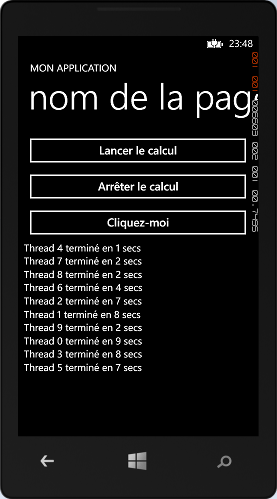 23:48
MON APPLICATION
nom de la pag
Lancer le calcul
Arrêter le calcul
Cliquez-moi
Thread 4 terminé en 1 secs
Thread 7 terminé en 2 secs
Thread 8 terminé en 2 secs
Thread 6 terminé en 4 secs
Thread 2 terminé en 7 secs
Thread 1 terminé en 8 secs
Thread 9 terminé en 2 secs
Thread 0 terminé en 9 secs
Thread 3 terminé en 8 secs
Thread 5 terminé en 7 secs